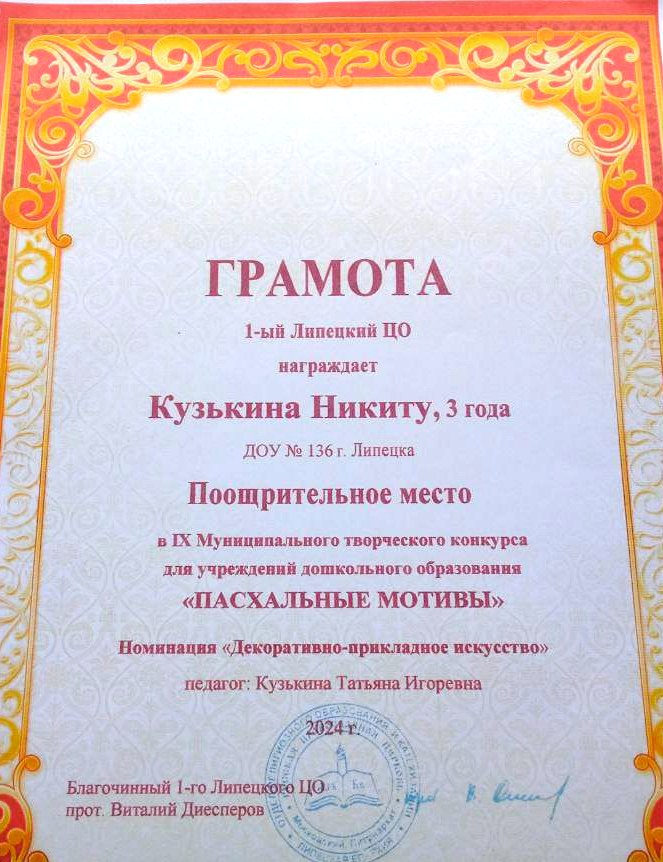 ГРАМОТА
1-ый Липецкий ЦО
награждает
Кузькина Никиту, 3 года
ДОУ № 136 г. Липецка
Поощрительное место
в IX Муниципального творческого конкурса
для учреждений дошкольного образования
«ПАСХАЛЬНЫЕ МОТИВЫ»
Номинация «Декоративно-прикладное искусство»
педагог: Кузькина Татьяна Игоревна
2024 г.
Благочинный 1-го Липецкого ЦО
прот. Виталий Диесперов